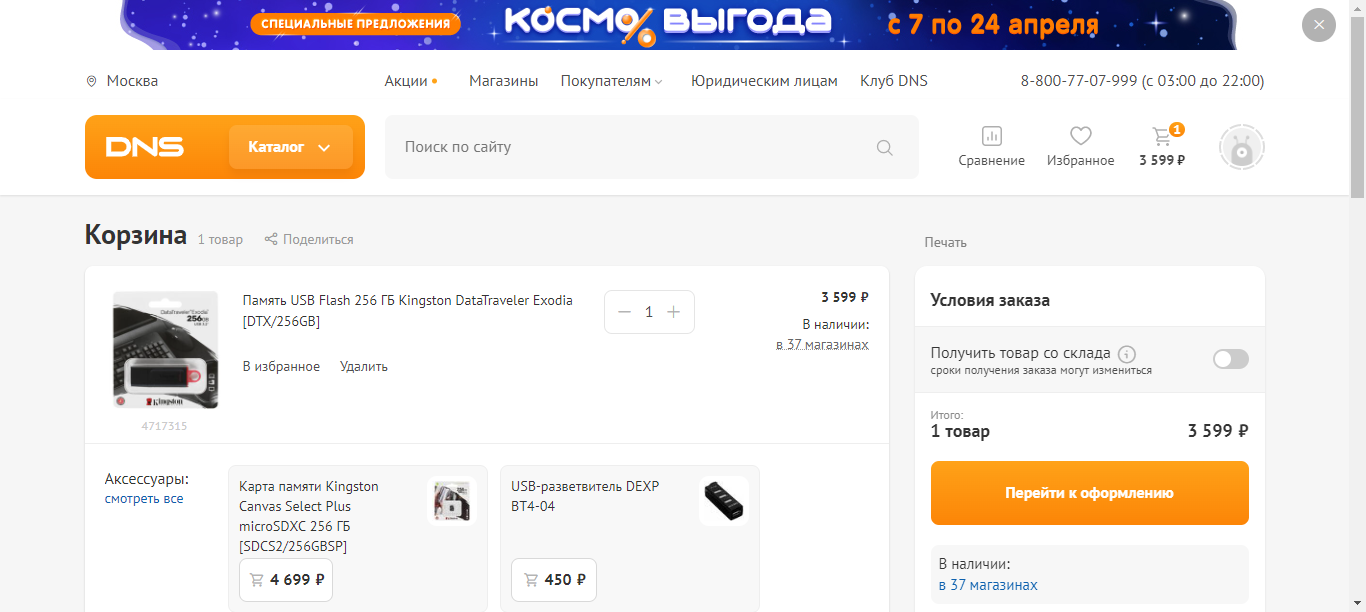 СПЕЦИАЛЬНЫЕ ПРЕДЛОЖЕНИЯ
КОСМО% ВЫГОДА
с 7 по 24 апреля
Москва
Акции
Магазины
Покупателям
Юридическим лицам
Клуб DNS
8-800-77-07-999 (с 03:00 до 22:00)
DNS
Каталог
Поиск по сайту
Сравнение
Избранное
1
3 599 ₽
Корзина
1 товар
Поделиться
Печать
DataTraveler Exodia
256GB
Kingston
4717315
Память USB Flash 256 ГБ Kingston DataTraveler Exodia
[DTX/256GB]
В избранное
Удалить
1
3 599 ₽
В наличии:
в 37 магазинах
Аксессуары:
смотреть все
Карта памяти Kingston
Canvas Select Plus
microSDXC 256 ГБ
[SDCS2/256GBSP]
4 699 ₽
USB-разветвитель DEXP
BT4-04
450 ₽
Условия заказа
Получить товар со склада
сроки получения заказа могут измениться
Итого:
1 товар
3 599 ₽
Перейти к оформлению
В наличии:
в 37 магазинах